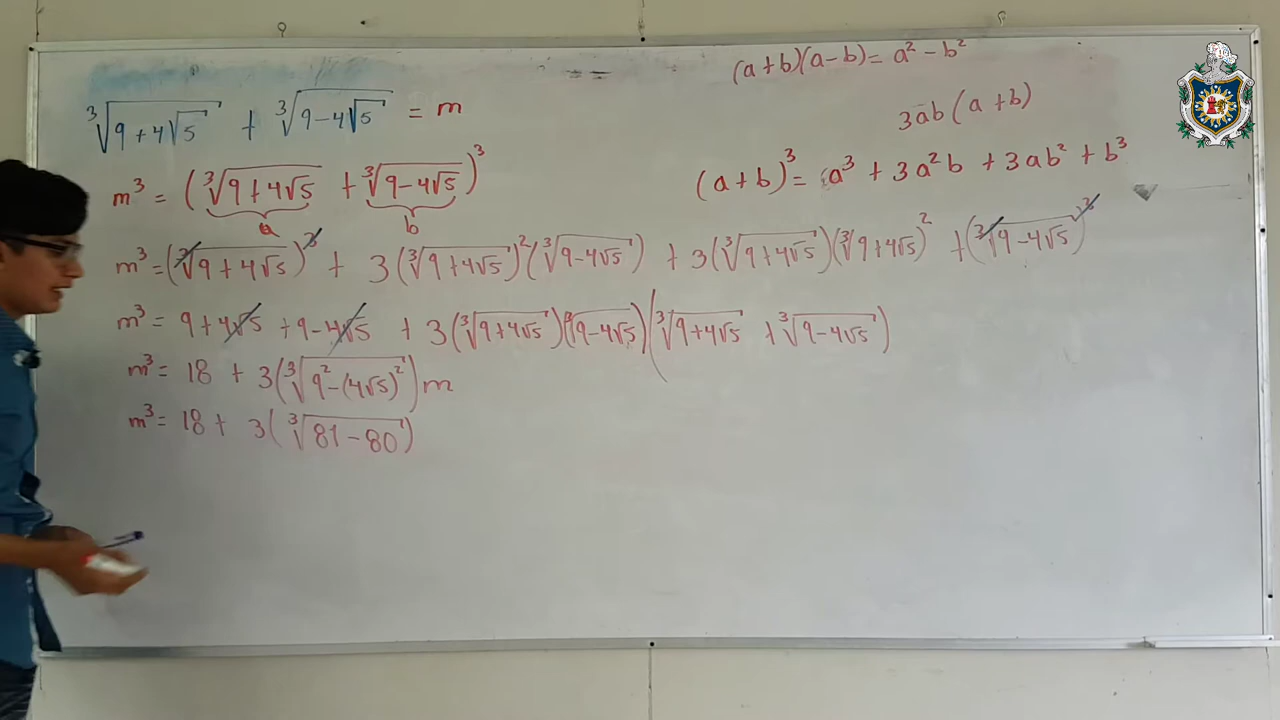 ∛(9+4√5) + ∛(9-4√5) = m
(a+b)(a-b) = a² - b²
3ab(a+b)
m³ = (∛(9+4√5) + ∛(9-4√5))³
a b
(a+b)³ = a³ + 3a²b + 3ab² + b³
m³ = (∛(9+4√5))³ + 3(∛(9+4√5))²(∛(9-4√5)) + 3(∛(9+4√5))(∛(9+4√5))² + (∛(9-4√5))³
m³ = 9+4√5 + 9-4√5 + 3(∛(9+4√5))(∛(9-4√5))(∛(9+4√5) + ∛(9-4√5))
m³ = 18 + 3(∛(9²-(4√5)²))m
m³ = 18 + 3(∛(81-80))